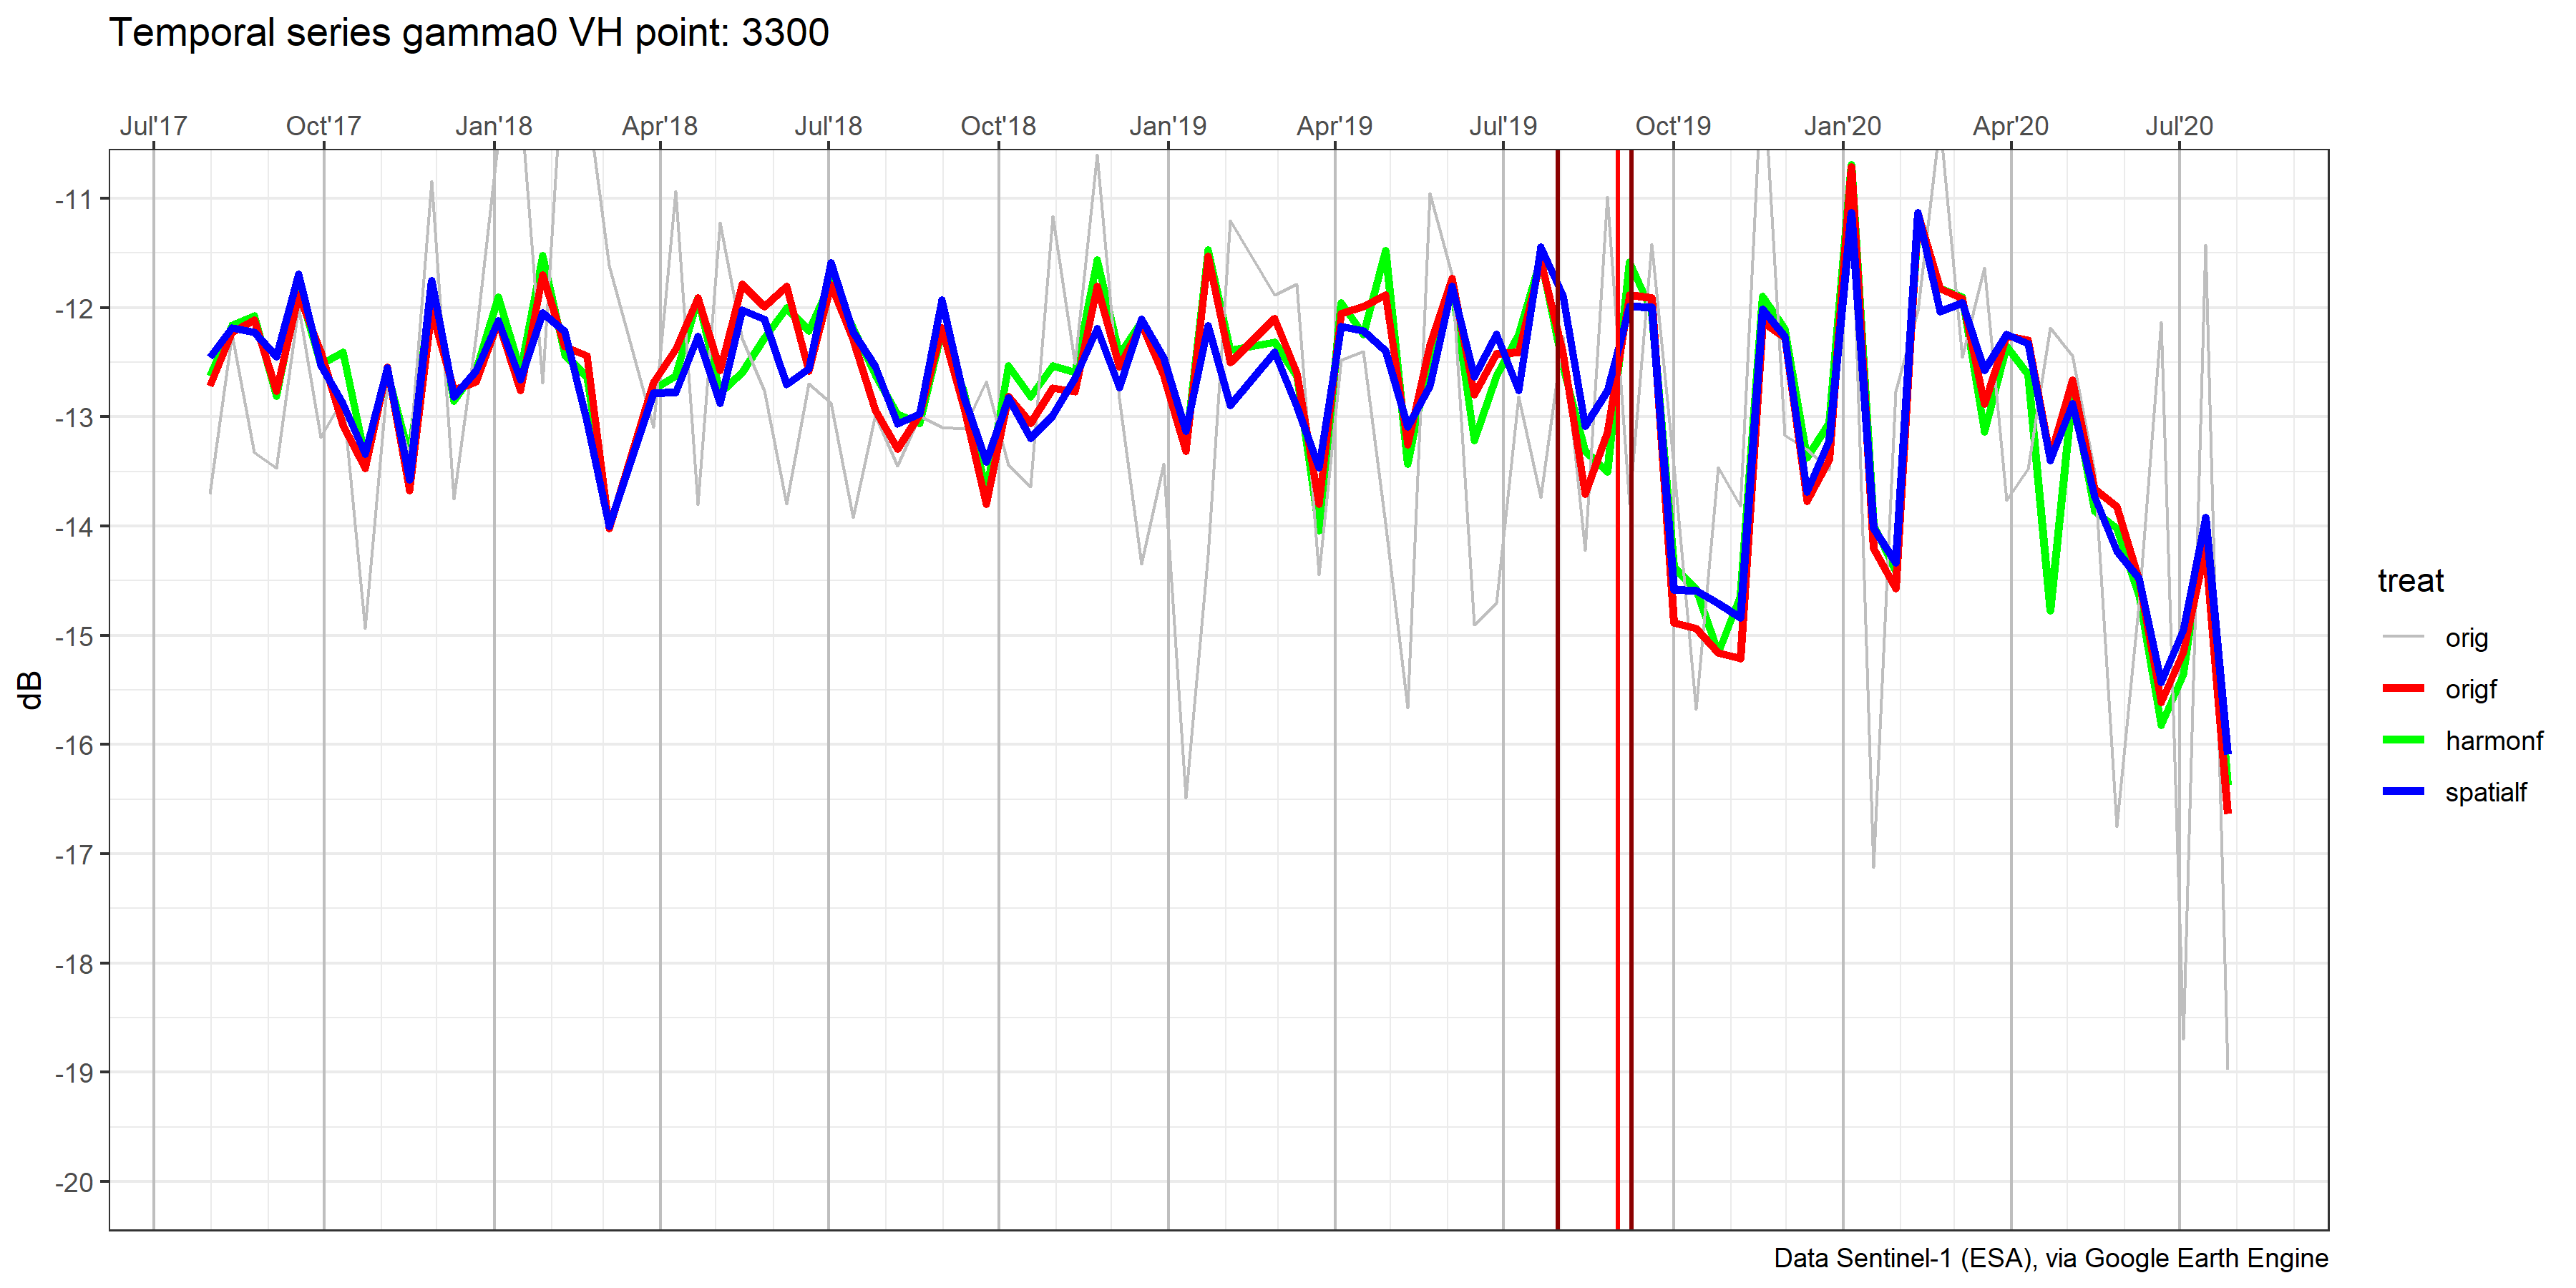 Temporal series gamma0 VH point: 3300
Jul'17 Oct'17 Jan'18 Apr'18 Jul'18 Oct'18 Jan'19 Apr'19 Jul'19 Oct'19 Jan'20 Apr'20 Jul'20
-11
-12
-13
-14
-15
-16
-17
-18
-19
-20
dB
treat
orig
origf
harmonf
spatialf
Data Sentinel-1 (ESA), via Google Earth Engine